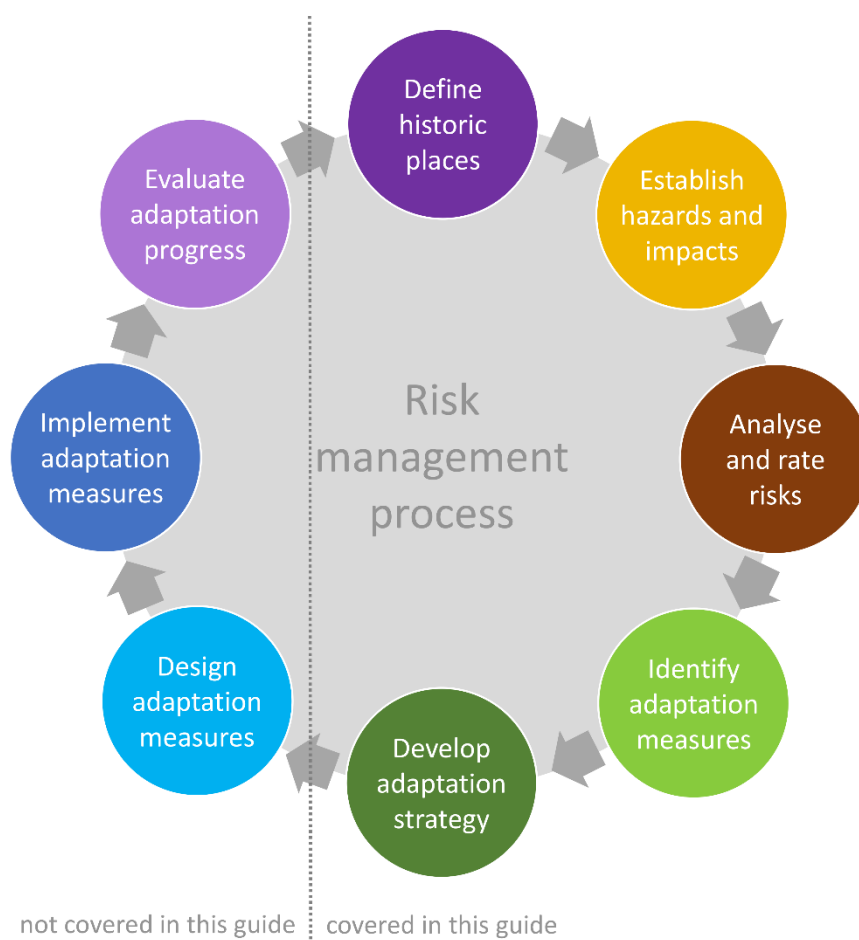 Define
historic
places
Establish
hazards and
impacts
Analyse
and rate
risks
Identify
adaptation
measures
Develop
adaptation
strategy
Design
adaptation
measures
Implement
adaptation
measures
Evaluate
adaptation
progress
Risk
management
process
not covered in this guide
covered in this guide